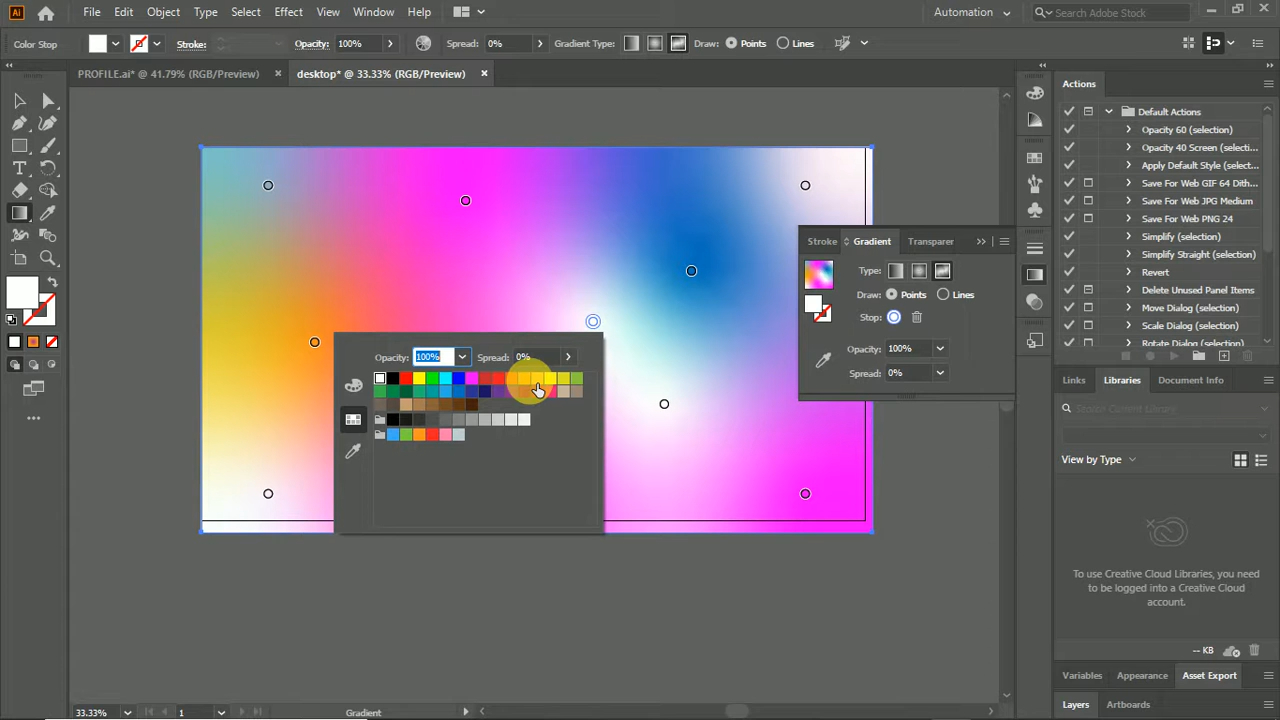 Ai File Edit Object Type Select Effect View Window Help Automation Search Adobe Stock
Color Stop Stroke: Opacity: 100% Spread: 0% Gradient Type: Draw: Points Lines
PROFILE.ai* @ 41.79% (RGB/Preview) × desktop* @ 33.33% (RGB/Preview) ×
Actions
Default Actions
Opacity 60 (selection)
Opacity 40 Screen (selecti...
Apply Default Style (select...
Save For Web GIF 64 Dith...
Save For Web JPG Medium
Save For Web PNG 24
Simplify (selection)
Simplify Straight (selection)
Revert
Delete Unused Panel Items
Move Dialog (selection)
Scale Dialog (selection)
Stroke Gradient Transparer
Type:
Draw: Points Lines
Stop:
Opacity: 100%
Spread: 0%
Opacity: 100% Spread: 0%
Links Libraries Document Info
View by Type
To use Creative Cloud Libraries, you
need to be logged into a Creative Cloud
account.
-- KB
Variables Appearance Asset Export
Layers Artboards
33.33% 1 Gradient